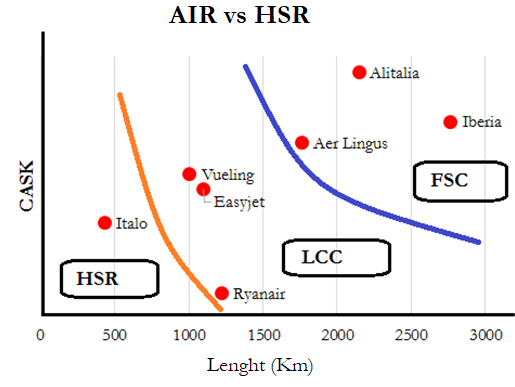 AIR vs HSR
CASK
Alitalia
Iberia
Aer Lingus
Vueling
Easyjet
FSC
Italo
LCC
HSR
Ryanair
0 500 1000 1500 2000 2500 3000
Lenght (Km)